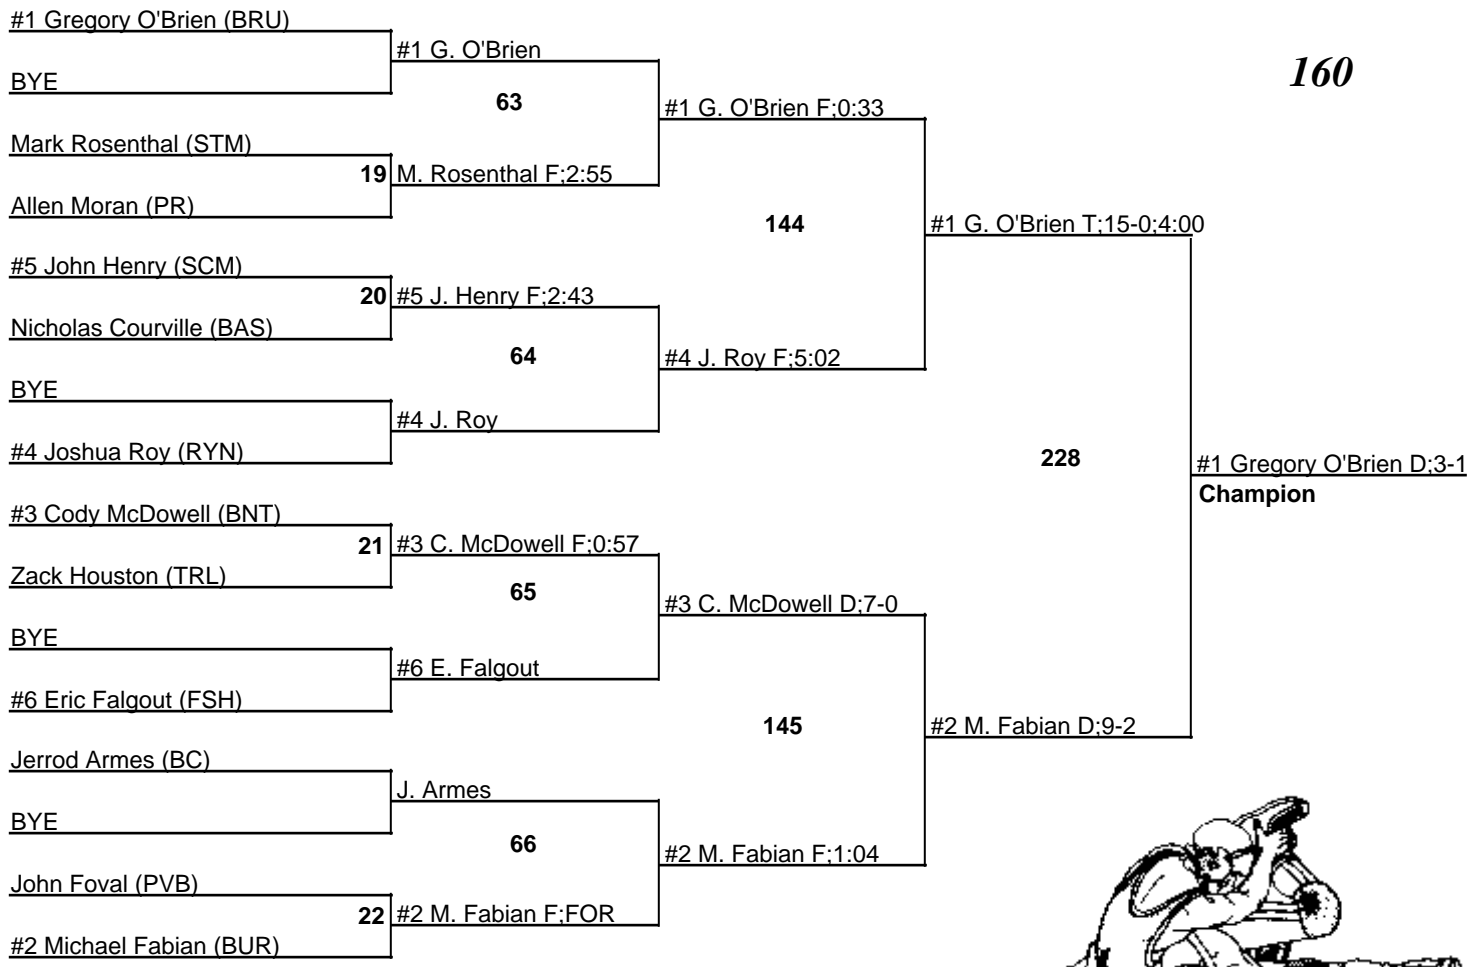 #1 Gregory O'Brien (BRU)
#1 G. O'Brien
160
BYE
63
#1 G. O'Brien F;0:33
Mark Rosenthal (STM)
19 M. Rosenthal F;2:55
Allen Moran (PR)
144
#1 G. O'Brien T;15-0;4:00
#5 John Henry (SCM)
20 #5 J. Henry F;2:43
Nicholas Courville (BAS)
64
#4 J. Roy F;5:02
BYE
#4 J. Roy
#4 Joshua Roy (RYN)
228
#1 Gregory O'Brien D;3-1
Champion
#3 Cody McDowell (BNT)
21 #3 C. McDowell F;0:57
Zack Houston (TRL)
65
#3 C. McDowell D;7-0
BYE
#6 E. Falgout
#6 Eric Falgout (FSH)
145
#2 M. Fabian D;9-2
Jerrod Armes (BC)
J. Armes
BYE
66
#2 M. Fabian F;1:04
John Foval (PVB)
22 #2 M. Fabian F;FOR
#2 Michael Fabian (BUR)